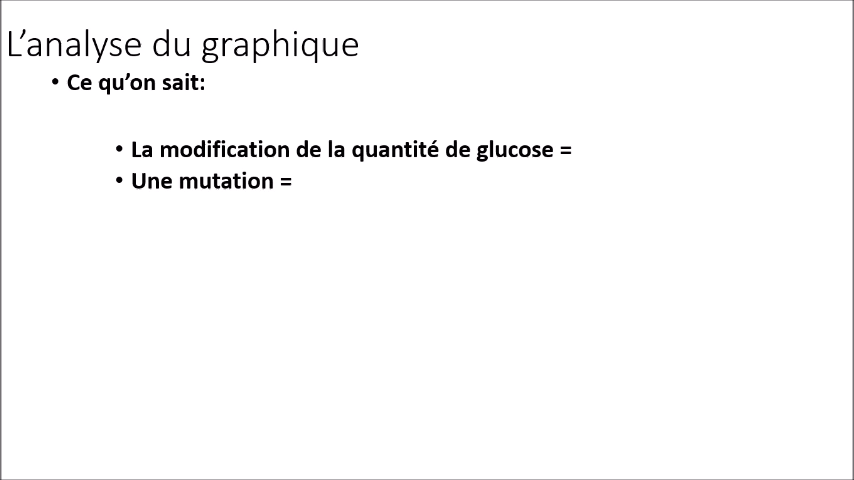 L’analyse du graphique
• Ce qu’on sait:
• La modification de la quantité de glucose =
• Une mutation =